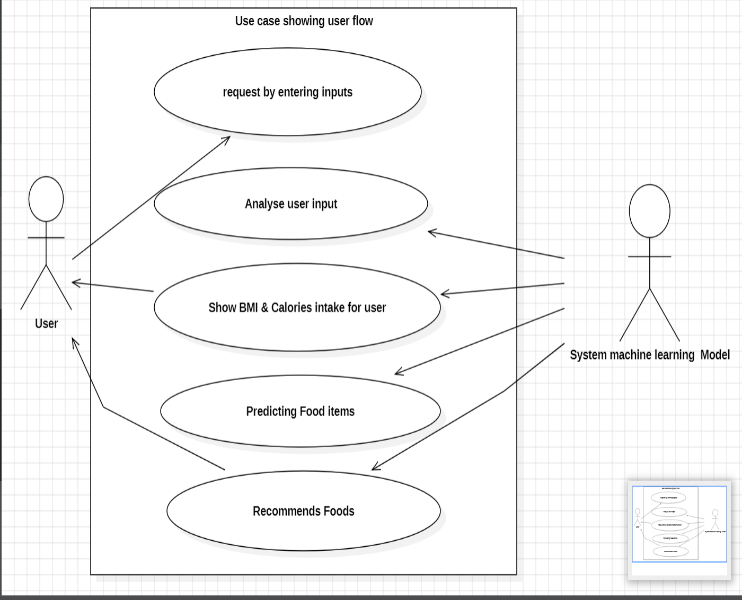 Use case showing user flow
request by entering inputs
Analyse user input
Show BMI & Calories intake for user
User
System machine learning  Model
Predicting Food items
Recommends Foods